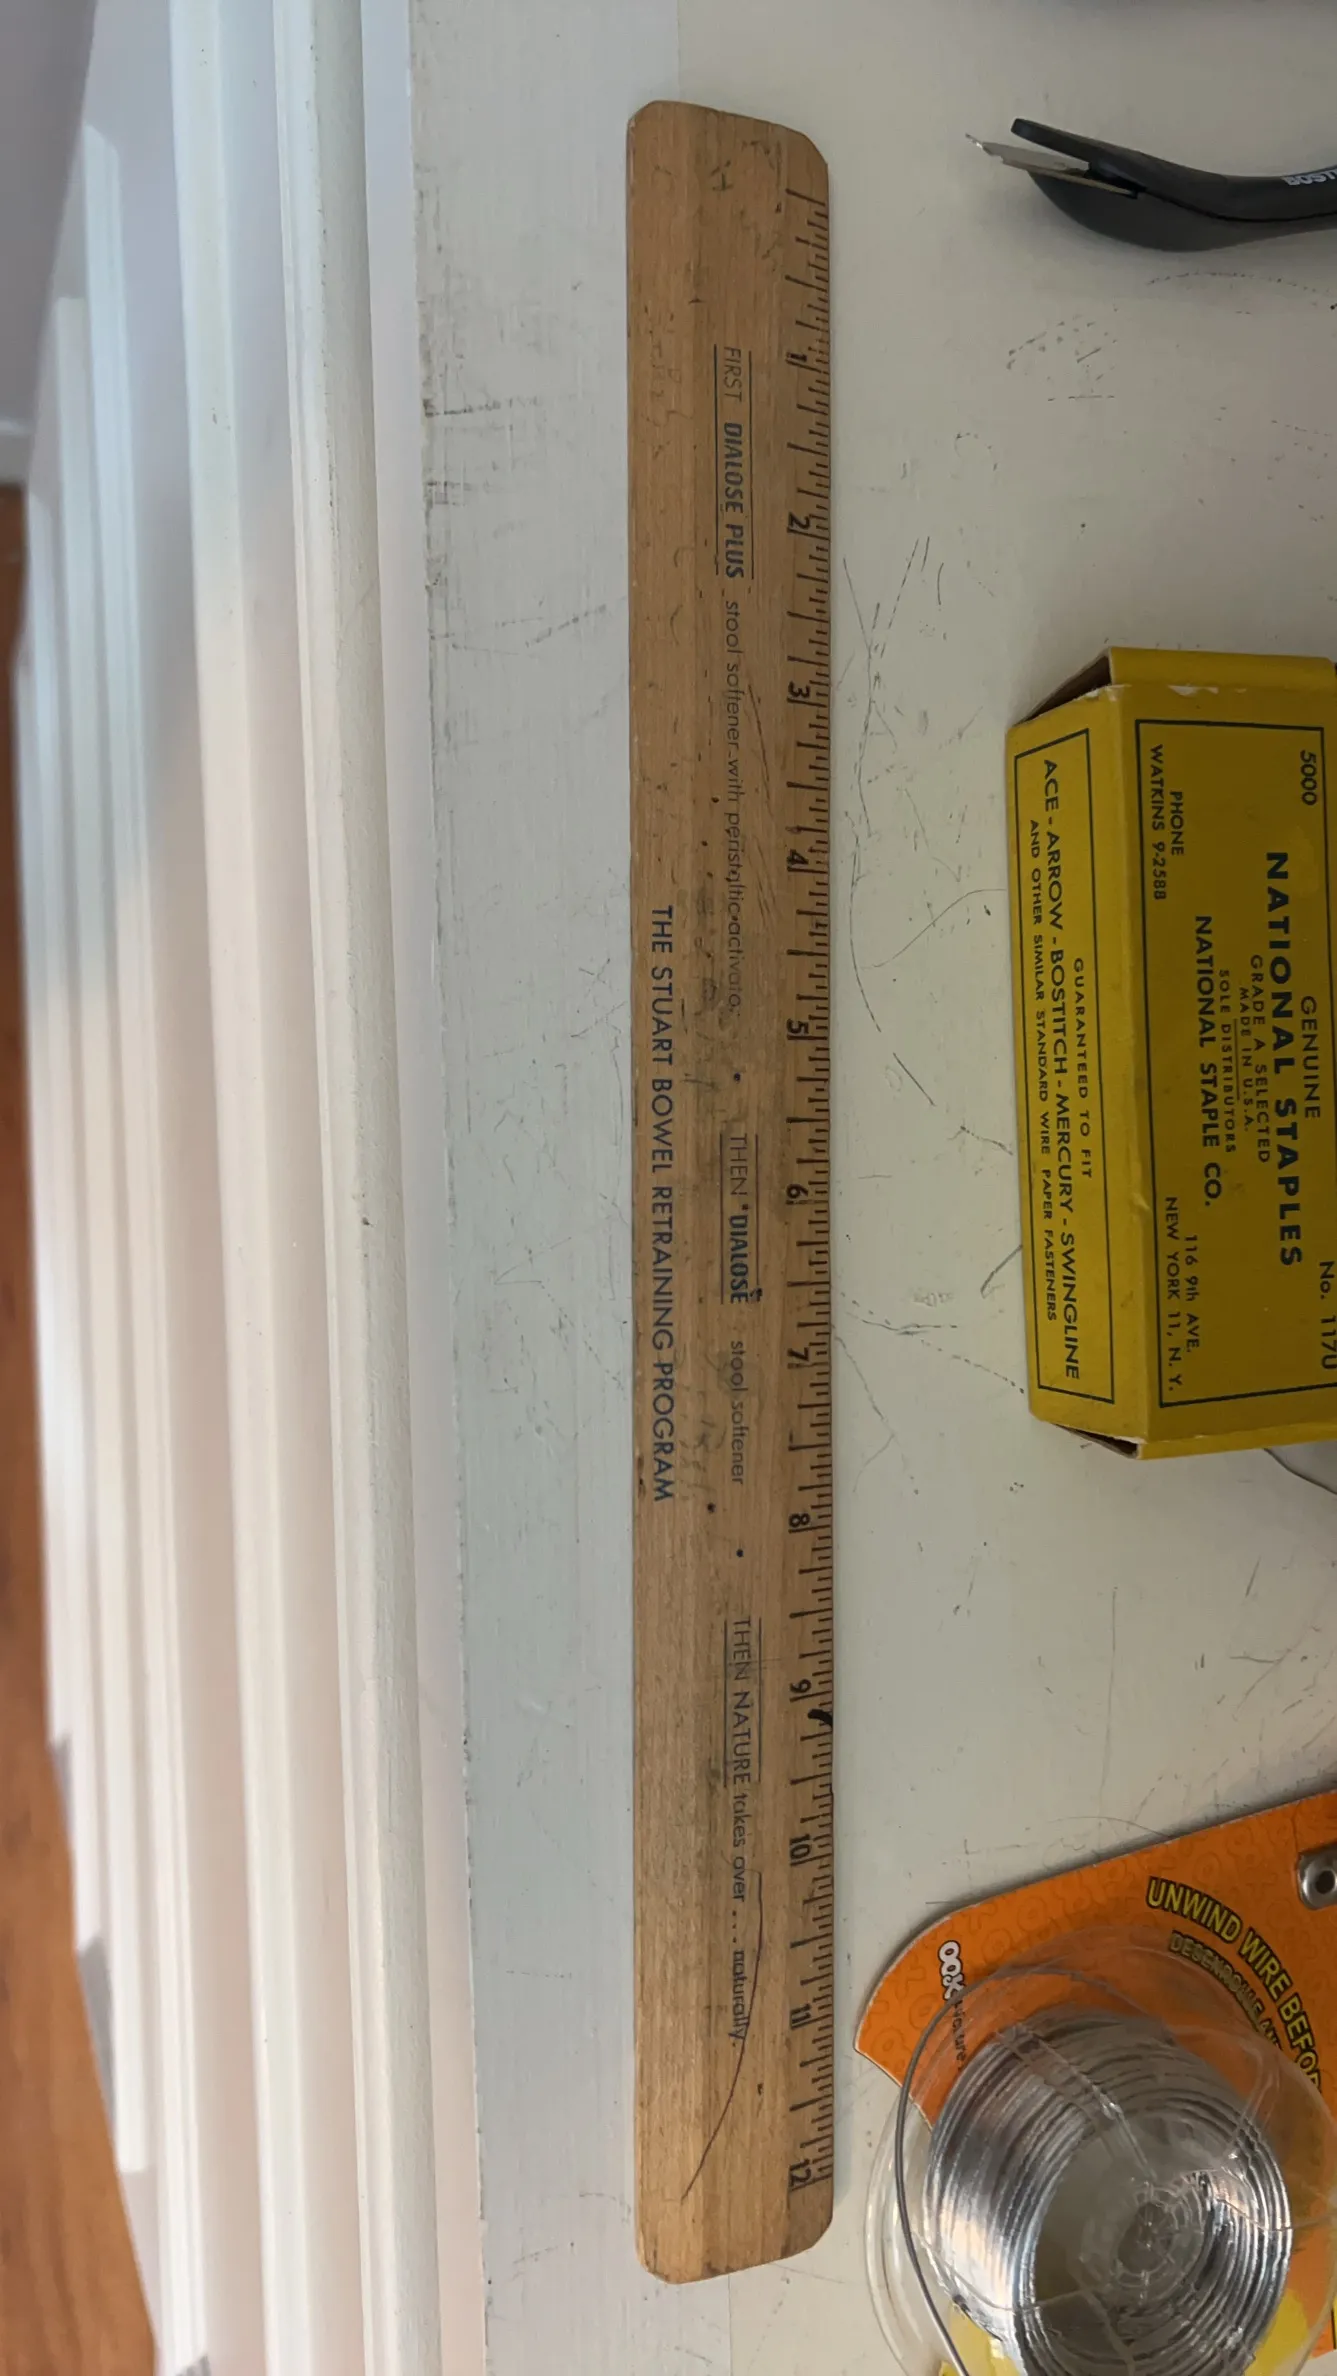 1 2 3 4 5 6 7 8 9 10 11 12
FIRST DIALOSE PLUS stool softener with peristaltic activator • THEN DIALOSE stool softener • THEN NATURE takes over . . . naturally.
THE STUART BOWEL RETRAINING PROGRAM
No. 1170
5000 GENUINE
NATIONAL STAPLES
GRADE A SELECTED
MADE IN U.S.A.
SOLE DISTRIBUTORS
NATIONAL STAPLE CO.
PHONE 116 9th AVE.
WATKINS 9-2588 NEW YORK 11, N. Y.
GUARANTEED TO FIT
ACE - ARROW - BOSTITCH - MERCURY - SWINGLINE
AND OTHER SIMILAR STANDARD WIRE PAPER FASTENERS
UNWIND WIRE BEFO
OOK